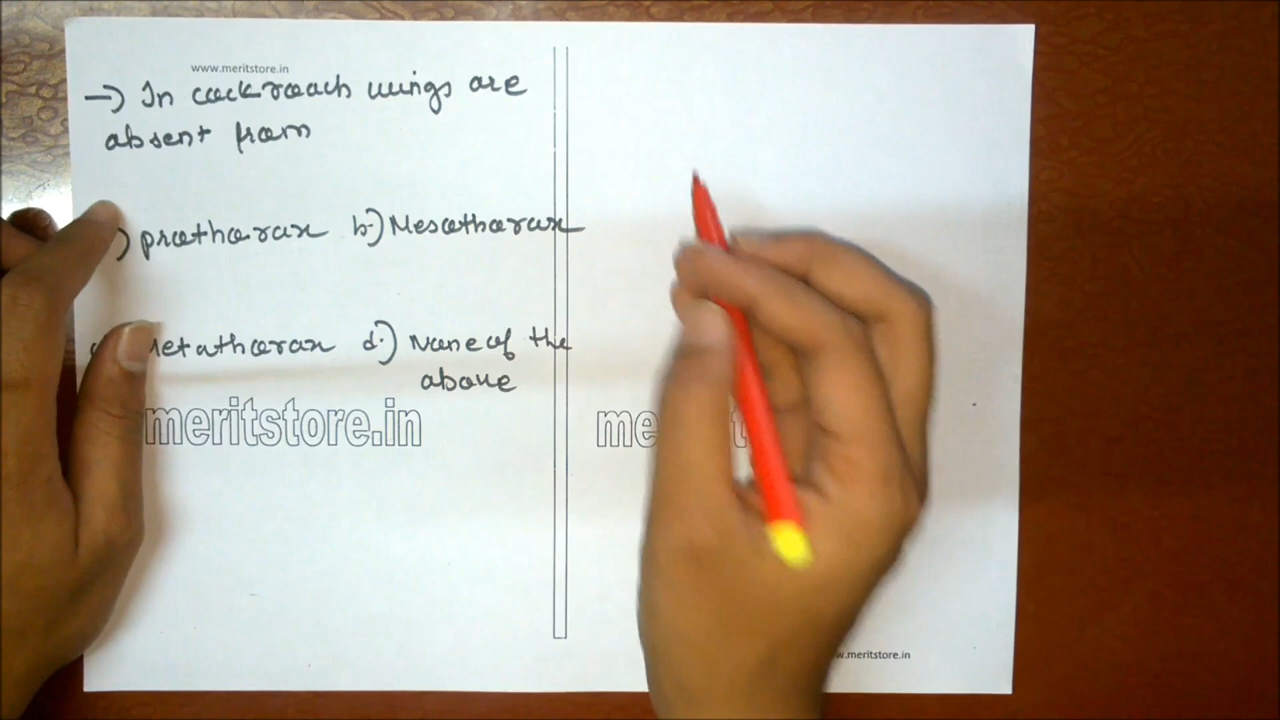 www.meritstore.in
→ In cockroach wings are
absent from
) prothorax b.) Mesothorax
metathorax d.) None of the
above
meritstore.in
me
w.meritstore.in